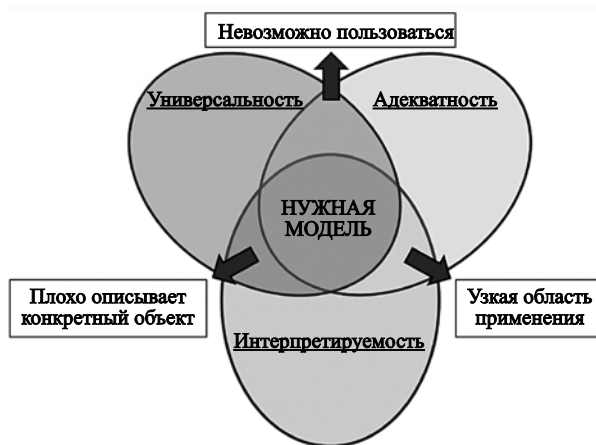 Невозможно пользоваться
Универсальность
Адекватность
НУЖНАЯ
МОДЕЛЬ
Плохо описывает
конкретный объект
Узкая область
применения
Интерпретируемость